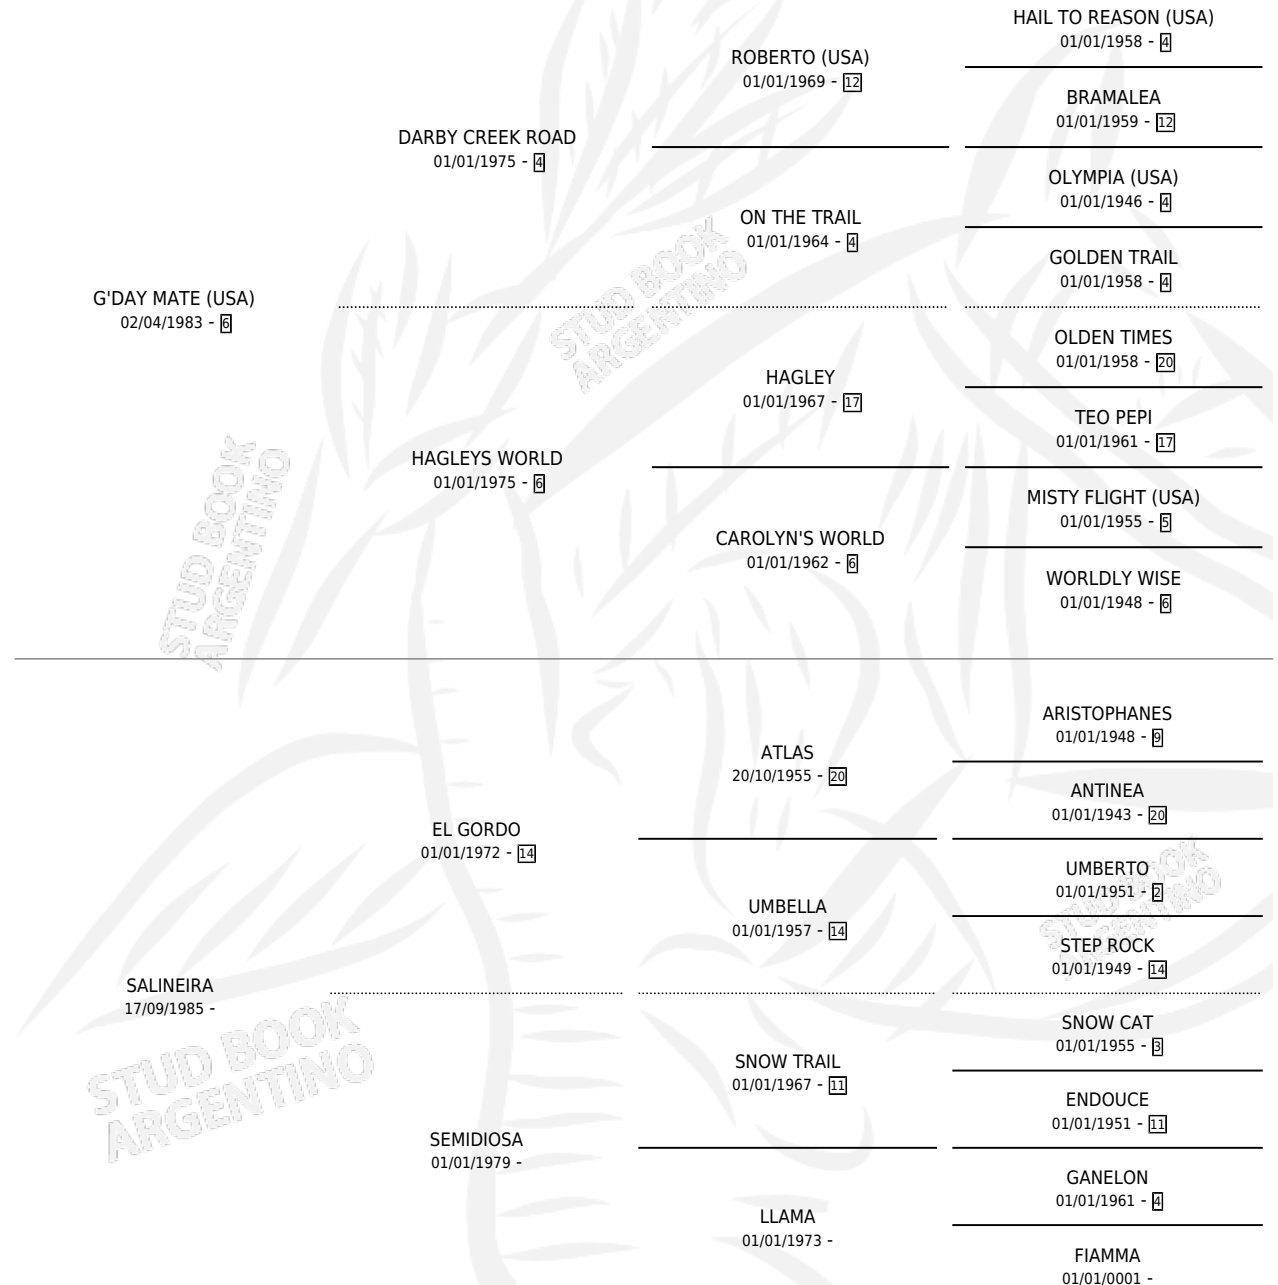 HAIL TO REASON (USA)
01/01/1958 - 4
ROBERTO (USA)
01/01/1969 - 12
BRAMALEA
01/01/1959 - 12
DARBY CREEK ROAD
01/01/1975 - 4
OLYMPIA (USA)
01/01/1946 - 4
ON THE TRAIL
01/01/1964 - 4
GOLDEN TRAIL
01/01/1958 - 4
G'DAY MATE (USA)
02/04/1983 - 6
OLDEN TIMES
01/01/1958 - 20
HAGLEY
01/01/1967 - 17
TEO PEPI
01/01/1961 - 17
HAGLEYS WORLD
01/01/1975 - 6
MISTY FLIGHT (USA)
01/01/1955 - 5
CAROLYN'S WORLD
01/01/1962 - 6
WORLDLY WISE
01/01/1948 - 6
ARISTOPHANES
01/01/1948 - 9
ATLAS
20/10/1955 - 20
ANTINEA
01/01/1943 - 20
EL GORDO
01/01/1972 - 14
UMBERTO
01/01/1951 - 2
UMBELLA
01/01/1957 - 14
STEP ROCK
01/01/1949 - 14
SALINEIRA
17/09/1985 -
SNOW CAT
01/01/1955 - 3
SNOW TRAIL
01/01/1967 - 11
ENDOUCE
01/01/1951 - 11
SEMIDIOSA
01/01/1979 -
GANELON
01/01/1961 - 4
LLAMA
01/01/1973 -
FIAMMA
01/01/0001 -
STUD BOOK
ARGENTINO
STUD BOOK
ARGENTINO
STUD BOOK
ARGENTINO
STUD BOOK
ARGENTINO